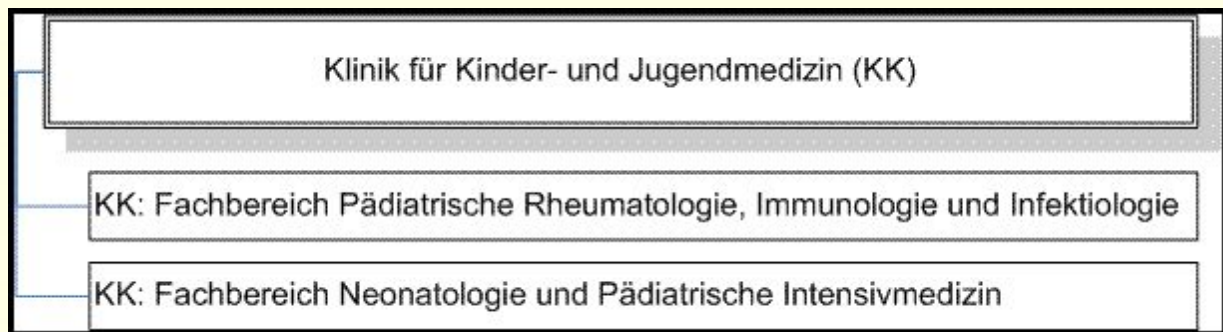 Klinik für Kinder- und Jugendmedizin (KK)
KK: Fachbereich Pädiatrische Rheumatologie, Immunologie und Infektiologie
KK: Fachbereich Neonatologie und Pädiatrische Intensivmedizin